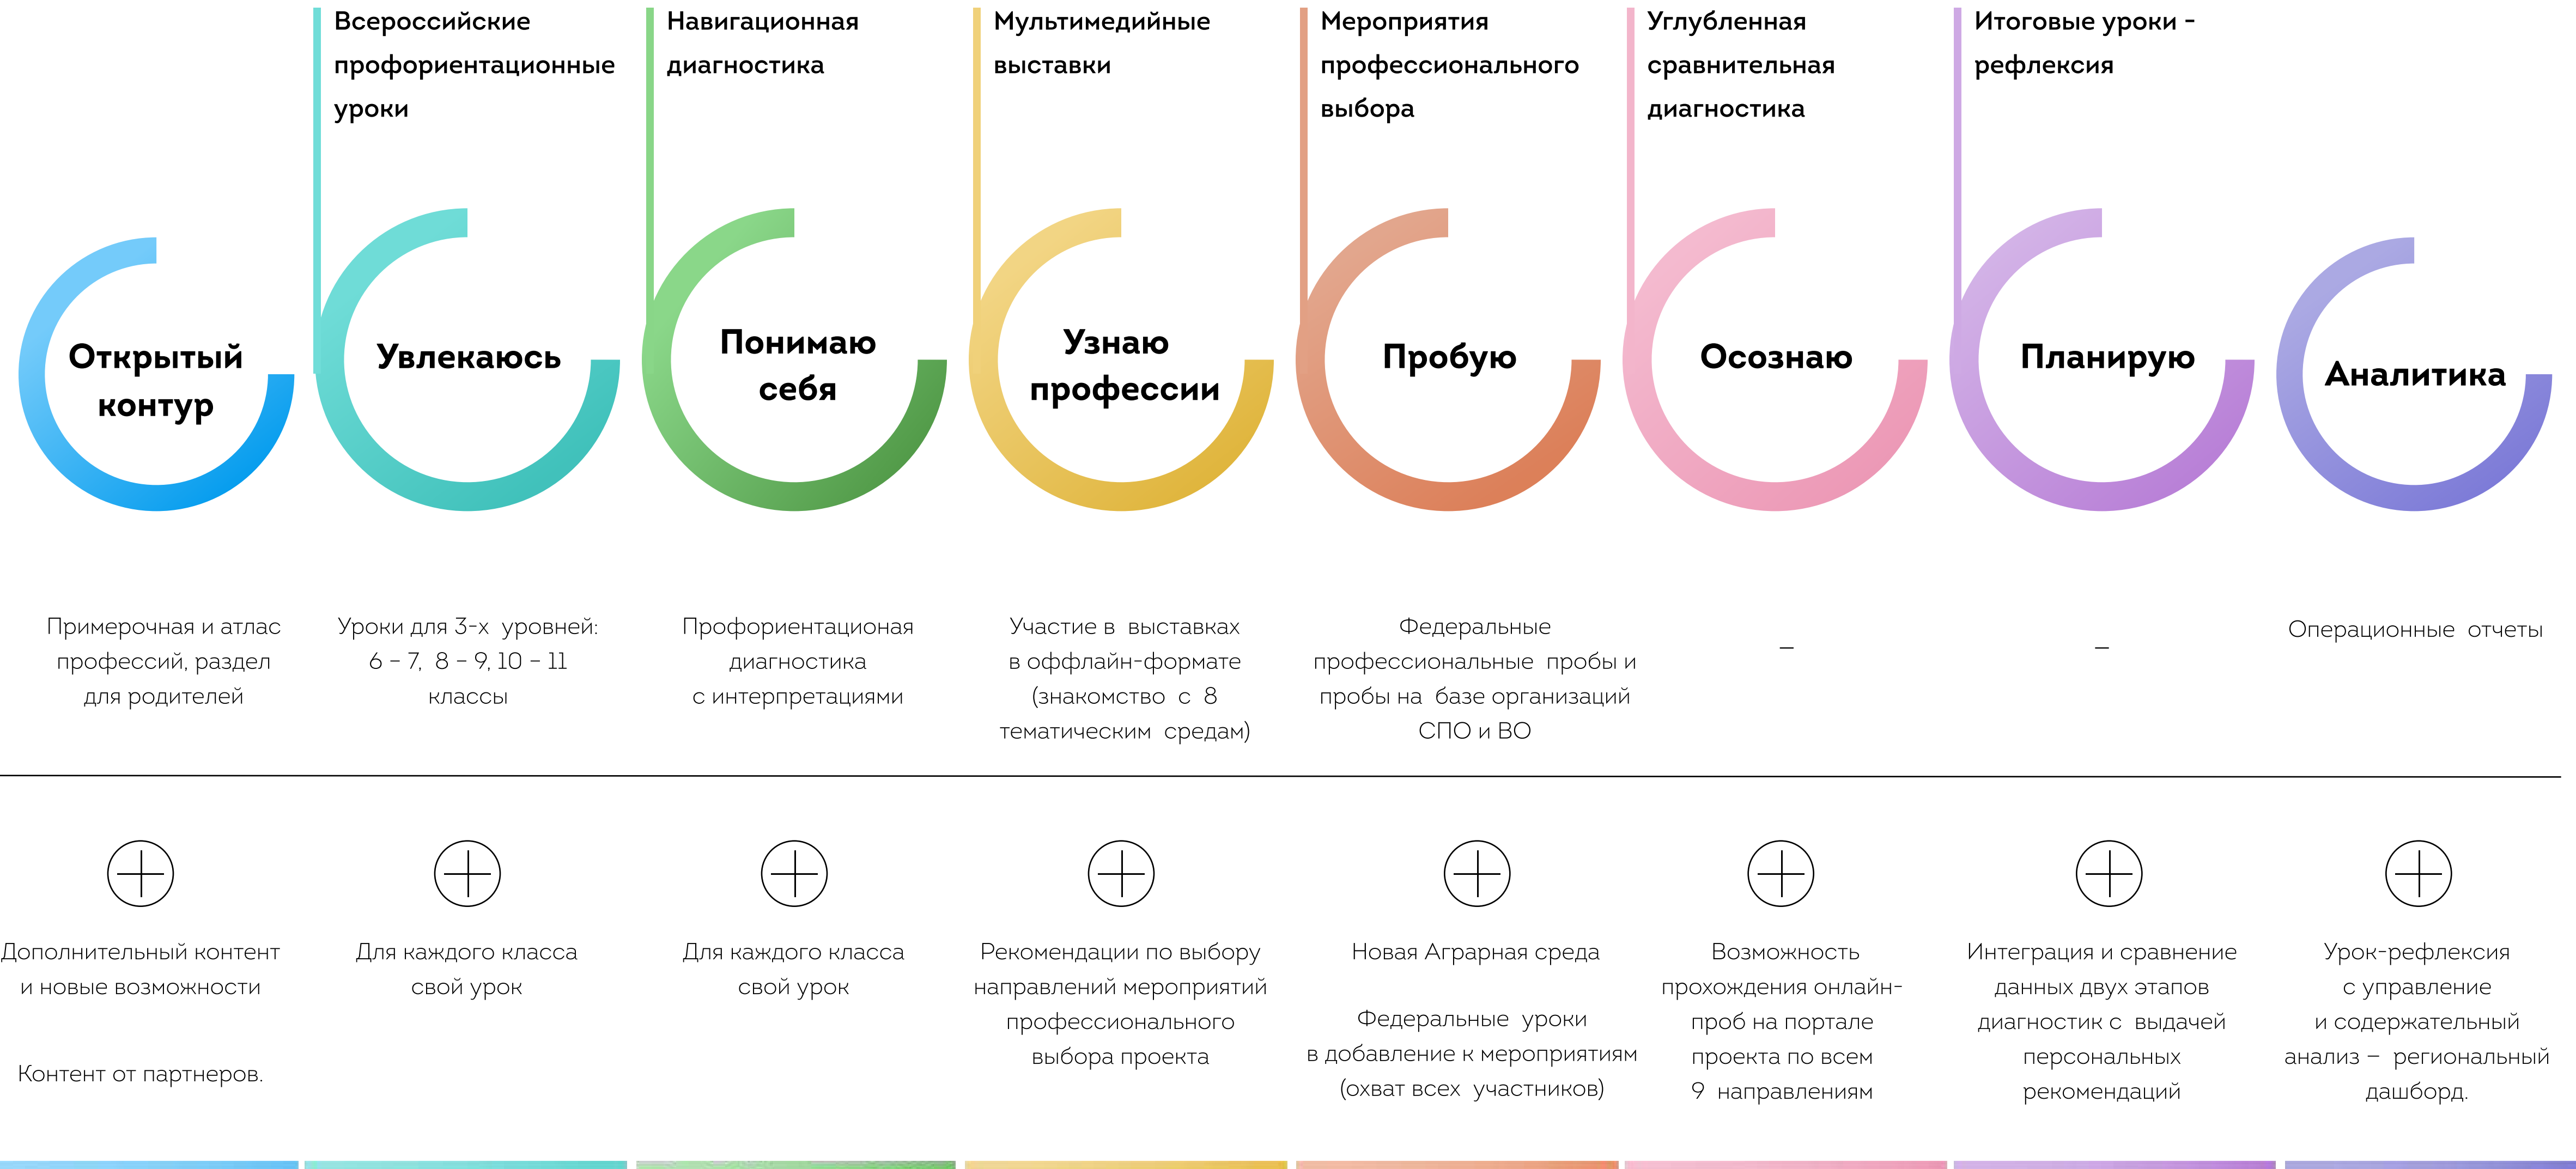 Всероссийские
профориентационные
уроки
Навигационная
диагностика
Мультимедийные
выставки
Мероприятия
профессионального
выбора
Углубленная
сравнительная
диагностика
Итоговые уроки -
рефлексия
Открытый
контур
Увлекаюсь
Понимаю
себя
Узнаю
профессии
Пробую
Осознаю
Планирую
Аналитика
Примерочная и атлас
профессий, раздел
для родителей
Уроки для 3-х уровней:
6 – 7, 8 – 9, 10 – 11
классы
Профориентационая
диагностика
с интерпретациями
Участие в выставках
в оффлайн-формате
(знакомство с 8
тематическим средам)
Федеральные
профессиональные пробы и
пробы на базе организаций
СПО и ВО
–
–
Операционные отчеты
Дополнительный контент
и новые возможности
Контент от партнеров.
Для каждого класса
свой урок
Для каждого класса
свой урок
Рекомендации по выбору
направлений мероприятий
профессионального
выбора проекта
Новая Аграрная среда
Федеральные уроки
в добавление к мероприятиям
(охват всех участников)
Возможность
прохождения онлайн-
проб на портале
проекта по всем
9 направлениям
Интеграция и сравнение
данных двух этапов
диагностик с выдачей
персональных
рекомендаций
Урок-рефлексия
с управление
и содержательный
анализ – региональный
дашборд.